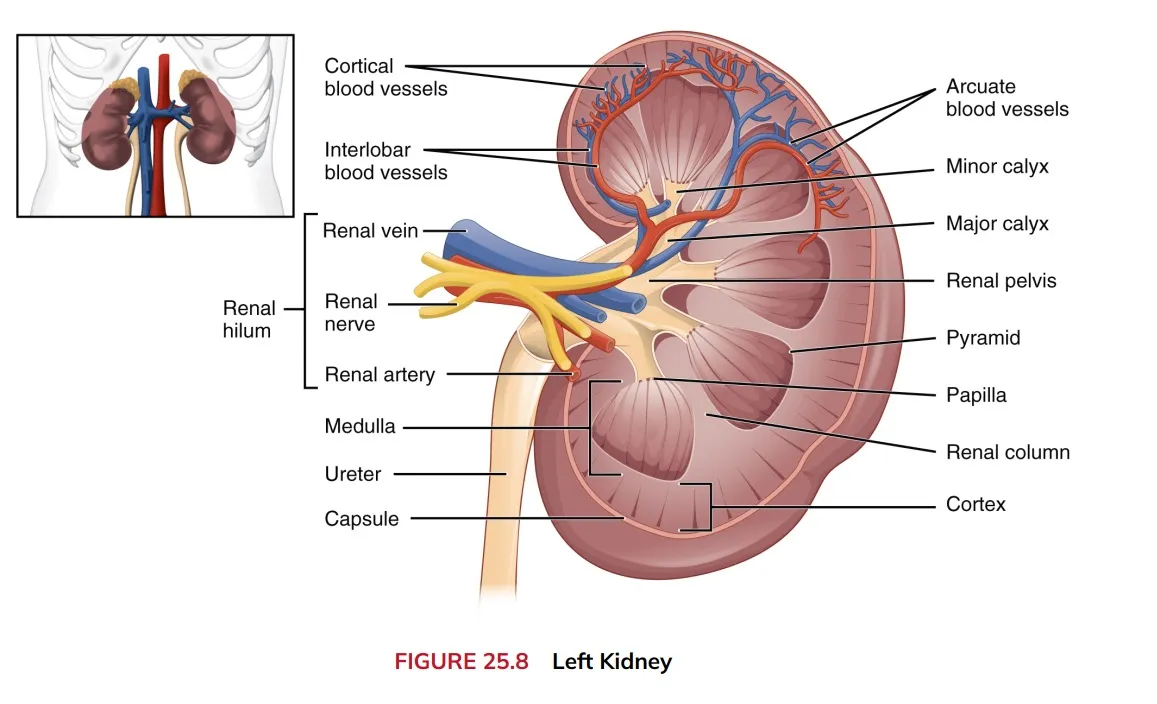 Cortical
blood vessels
Interlobar
blood vessels
Renal vein
Renal
hilum
Renal
nerve
Renal artery
Medulla
Ureter
Capsule
Arcuate
blood vessels
Minor calyx
Major calyx
Renal pelvis
Pyramid
Papilla
Renal column
Cortex
FIGURE 25.8 Left Kidney